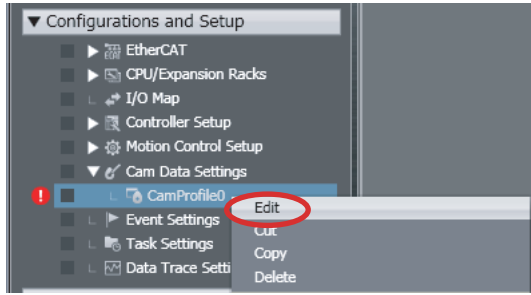 Configurations and Setup
EtherCAT
CPU/Expansion Racks
I/O Map
Controller Setup
Motion Control Setup
Cam Data Settings
CamProfile0
Edit
Event Settings
Cut
Task Settings
Copy
Data Trace Setti
Delete